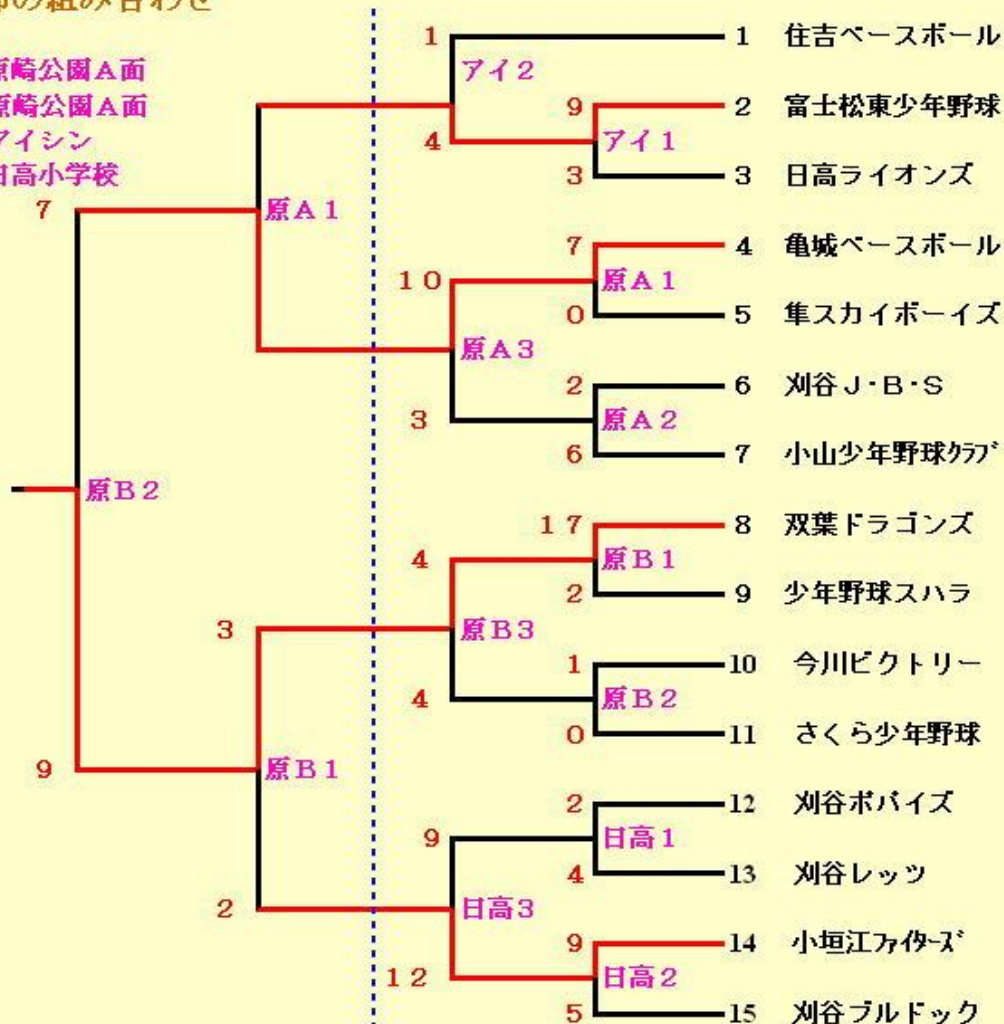 の組み合わせ
原崎公園A面
原崎公園A面
アイシン
日高小学校
1
1 住吉ベースボール
アイ2
9
2 富士松東少年野球
4
アイ1
3
3 日高ライオンズ
7
原A1
7
4 亀城ベースボール
10
原A1
0
5 隼スカイボーイズ
原A3
2
6 刈谷J・B・S
3
原A2
6
7 小山少年野球クラブ
原B2
17
8 双葉ドラゴンズ
4
原B1
2
9 少年野球スハラ
3
原B3
1
10 今川ビクトリー
4
原B2
0
11 さくら少年野球
9
原B1
2
12 刈谷ポパイズ
9
日高1
4
13 刈谷レッツ
2
日高3
9
14 小垣江ファイターズ
12
日高2
5
15 刈谷ブルドック